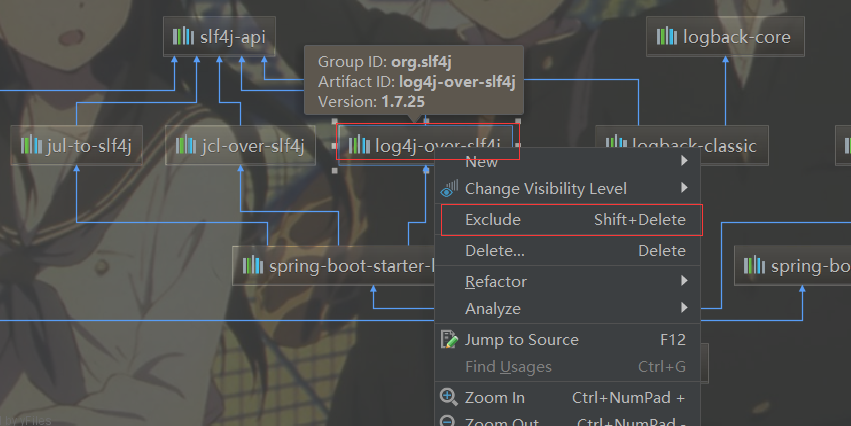 slf4j-api
logback-core
Group ID: org.slf4j
Artifact ID: log4j-over-slf4j
Version: 1.7.25
jul-to-slf4j
jcl-over-slf4j
log4j-over-slf4j
logback-classic
New
Change Visibility Level
Exclude Shift+Delete
spring-boot-starter-l
Delete... Delete
spring-bo
Refactor
Analyze
Jump to Source F12
Find Usages Ctrl+G
Zoom In Ctrl+NumPad +
Zoom Out Ctrl+NumPad -
yFiles